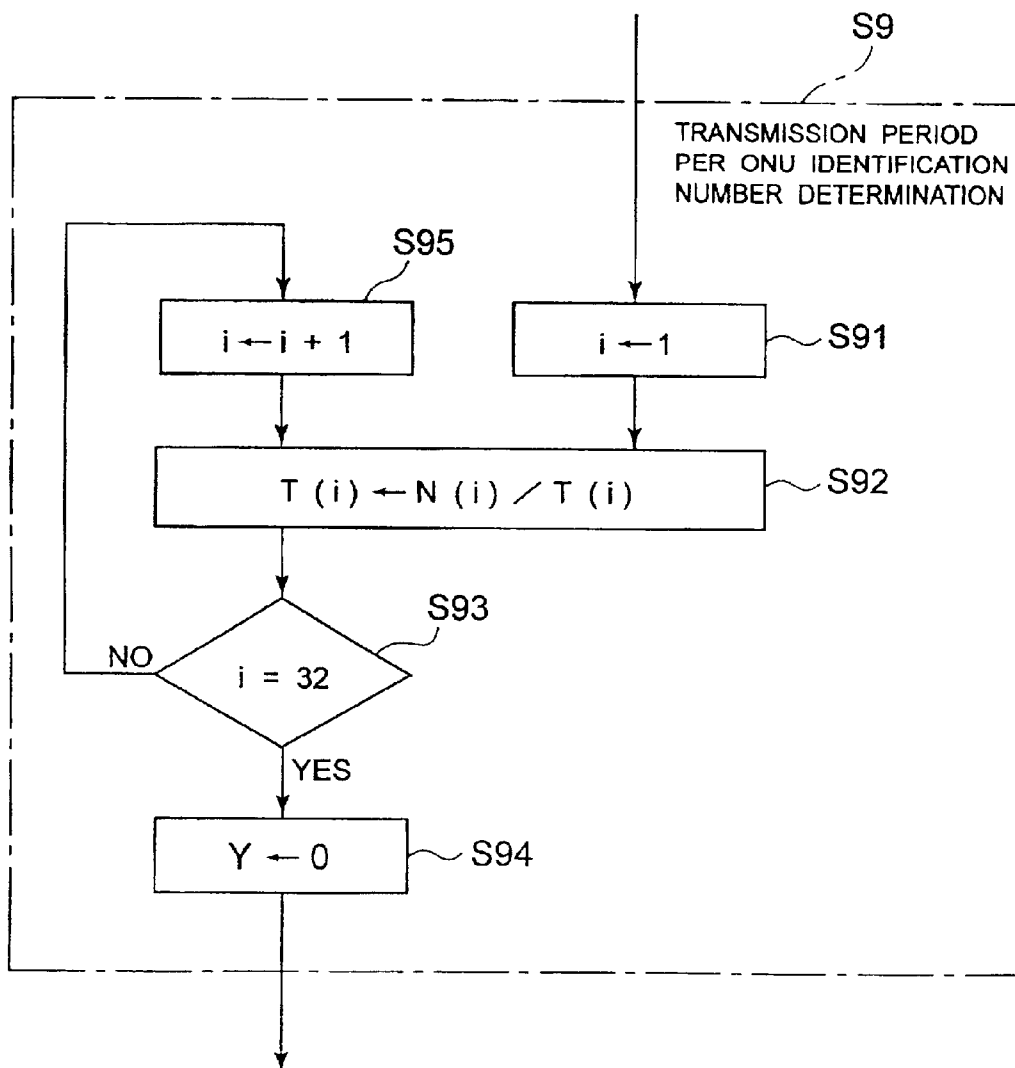 S9
TRANSMISSION PERIOD
PER ONU IDENTIFICATION
NUMBER DETERMINATION
S95
i ← i + 1
i ← 1
S91
T (i) ← N (i) / T (i)
S92
S93
NO
i = 32
YES
Y ← 0
S94